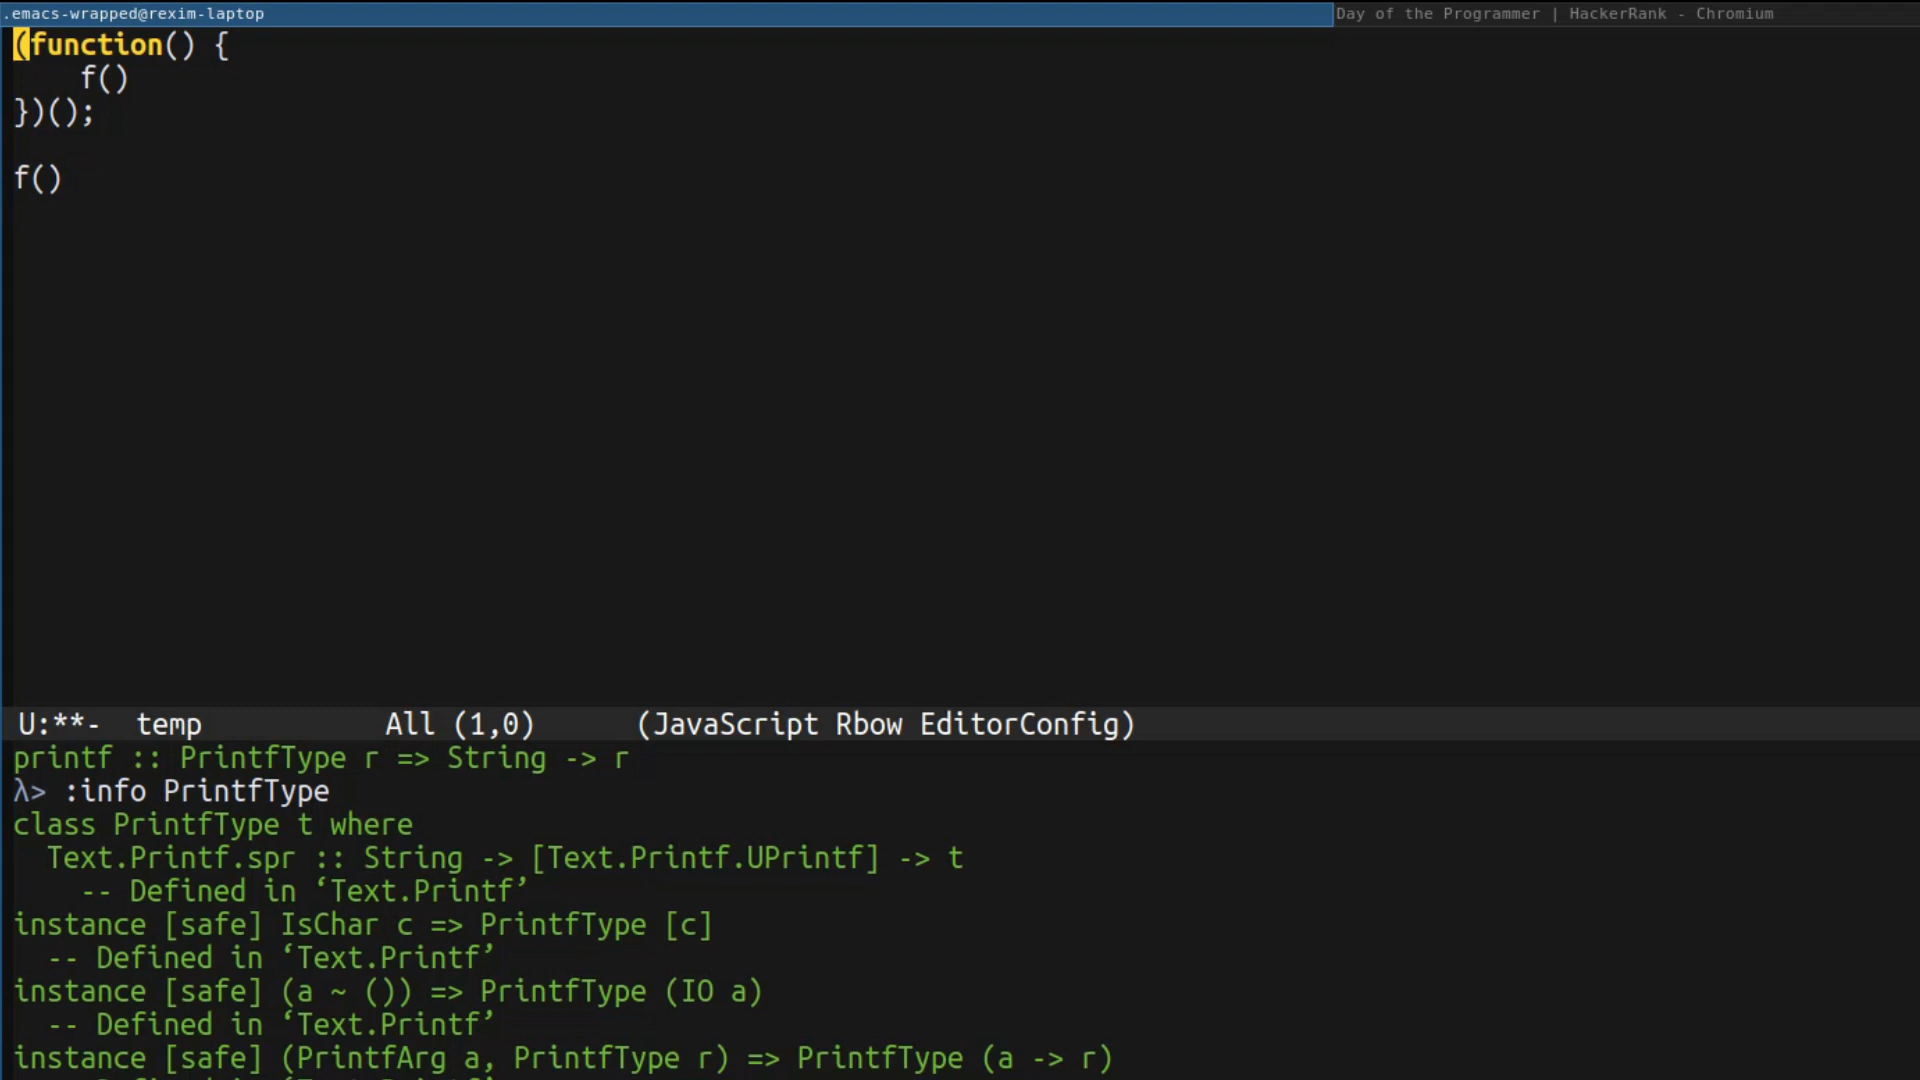 .emacs-wrapped@rexim-laptop
Day of the Programmer | HackerRank - Chromium
(function() {
    f()
})();

f()
U:**-  temp           All (1,0)      (JavaScript Rbow EditorConfig)
printf :: PrintfType r => String -> r
λ> :info PrintfType
class PrintfType t where
  Text.Printf.spr :: String -> [Text.Printf.UPrintf] -> t
    -- Defined in ‘Text.Printf’
instance [safe] IsChar c => PrintfType [c]
  -- Defined in ‘Text.Printf’
instance [safe] (a ~ ()) => PrintfType (IO a)
  -- Defined in ‘Text.Printf’
instance [safe] (PrintfArg a, PrintfType r) => PrintfType (a -> r)